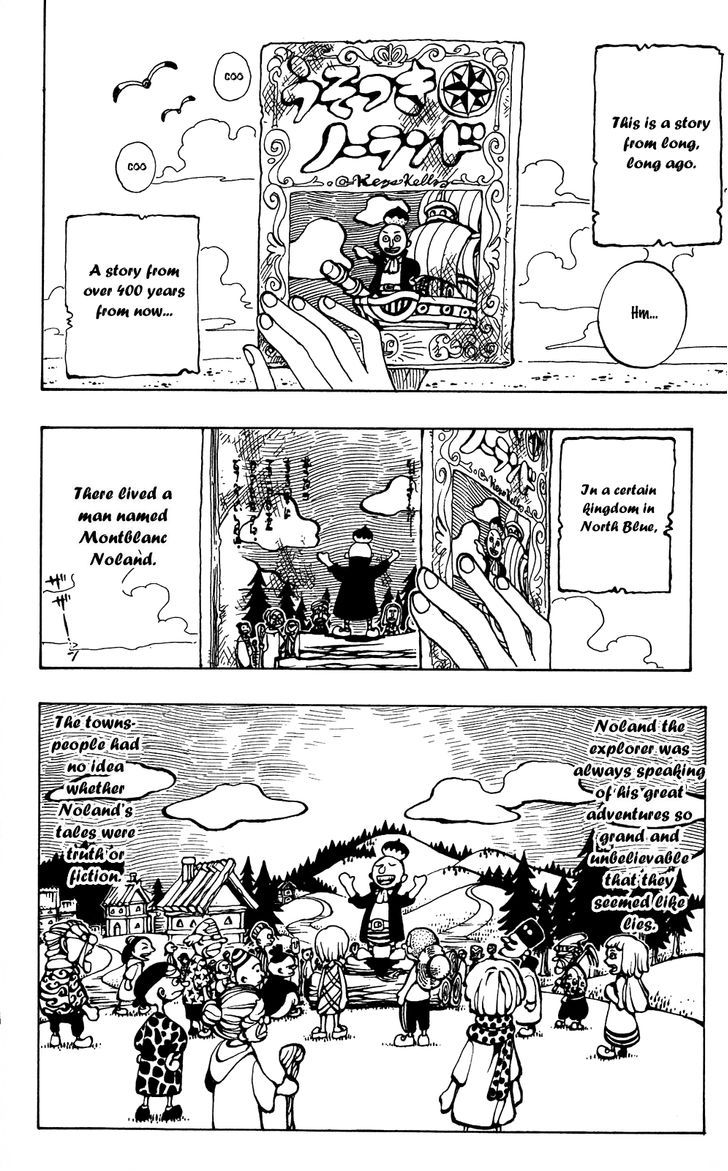 This is a story
from long,
long ago.
coo
うそつき
ノーランド
coo
Hm...
A story from
over 400 years
from now...
In a certain
kingdom in
North Blue,
There lived a
man named
Montblanc
Noland.
Noland the
explorer was
always speaking
of his great
adventures so
grand and
unbelievable
that they
seemed like
lies.
The towns-
people had
no idea
whether
Noland's
tales were
truth or
fiction.